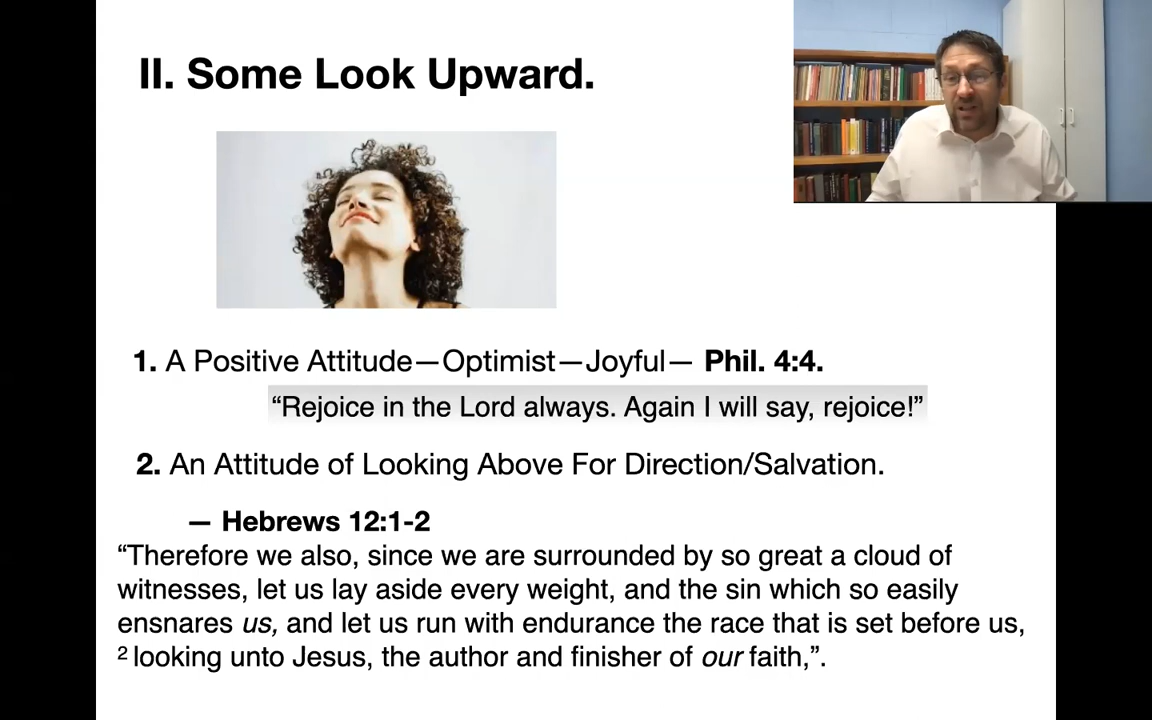 II. Some Look Upward.
1. A Positive Attitude—Optimist—Joyful— Phil. 4:4.
“Rejoice in the Lord always. Again I will say, rejoice!”
2. An Attitude of Looking Above For Direction/Salvation.
— Hebrews 12:1-2
“Therefore we also, since we are surrounded by so great a cloud of
witnesses, let us lay aside every weight, and the sin which so easily
ensnares us, and let us run with endurance the race that is set before us,
2 looking unto Jesus, the author and finisher of our faith,”.